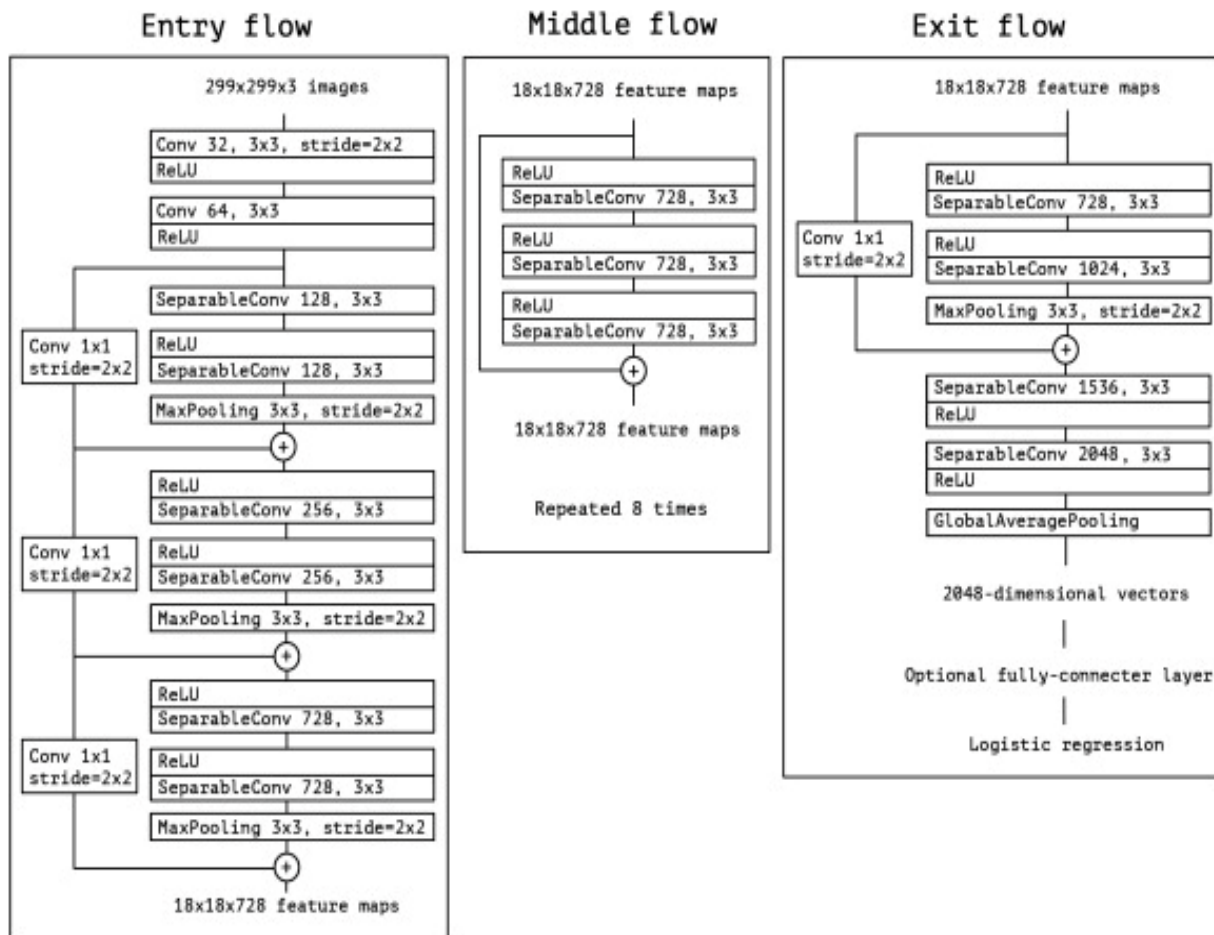 Entry flow
299x299x3 images
Conv 32, 3x3, stride=2x2
ReLU
Conv 64, 3x3
ReLU
SeparableConv 128, 3x3
Conv 1x1
stride=2x2
ReLU
SeparableConv 128, 3x3
MaxPooling 3x3, stride=2x2
+
ReLU
SeparableConv 256, 3x3
Conv 1x1
stride=2x2
ReLU
SeparableConv 256, 3x3
MaxPooling 3x3, stride=2x2
+
ReLU
SeparableConv 728, 3x3
Conv 1x1
stride=2x2
ReLU
SeparableConv 728, 3x3
MaxPooling 3x3, stride=2x2
+
18x18x728 feature maps
Middle flow
18x18x728 feature maps
ReLU
SeparableConv 728, 3x3
ReLU
SeparableConv 728, 3x3
ReLU
SeparableConv 728, 3x3
+
18x18x728 feature maps
Repeated 8 times
Exit flow
18x18x728 feature maps
ReLU
SeparableConv 728, 3x3
Conv 1x1
stride=2x2
ReLU
SeparableConv 1024, 3x3
MaxPooling 3x3, stride=2x2
+
SeparableConv 1536, 3x3
ReLU
SeparableConv 2048, 3x3
ReLU
GlobalAveragePooling
2048-dimensional vectors
Optional fully-connecter layer
Logistic regression